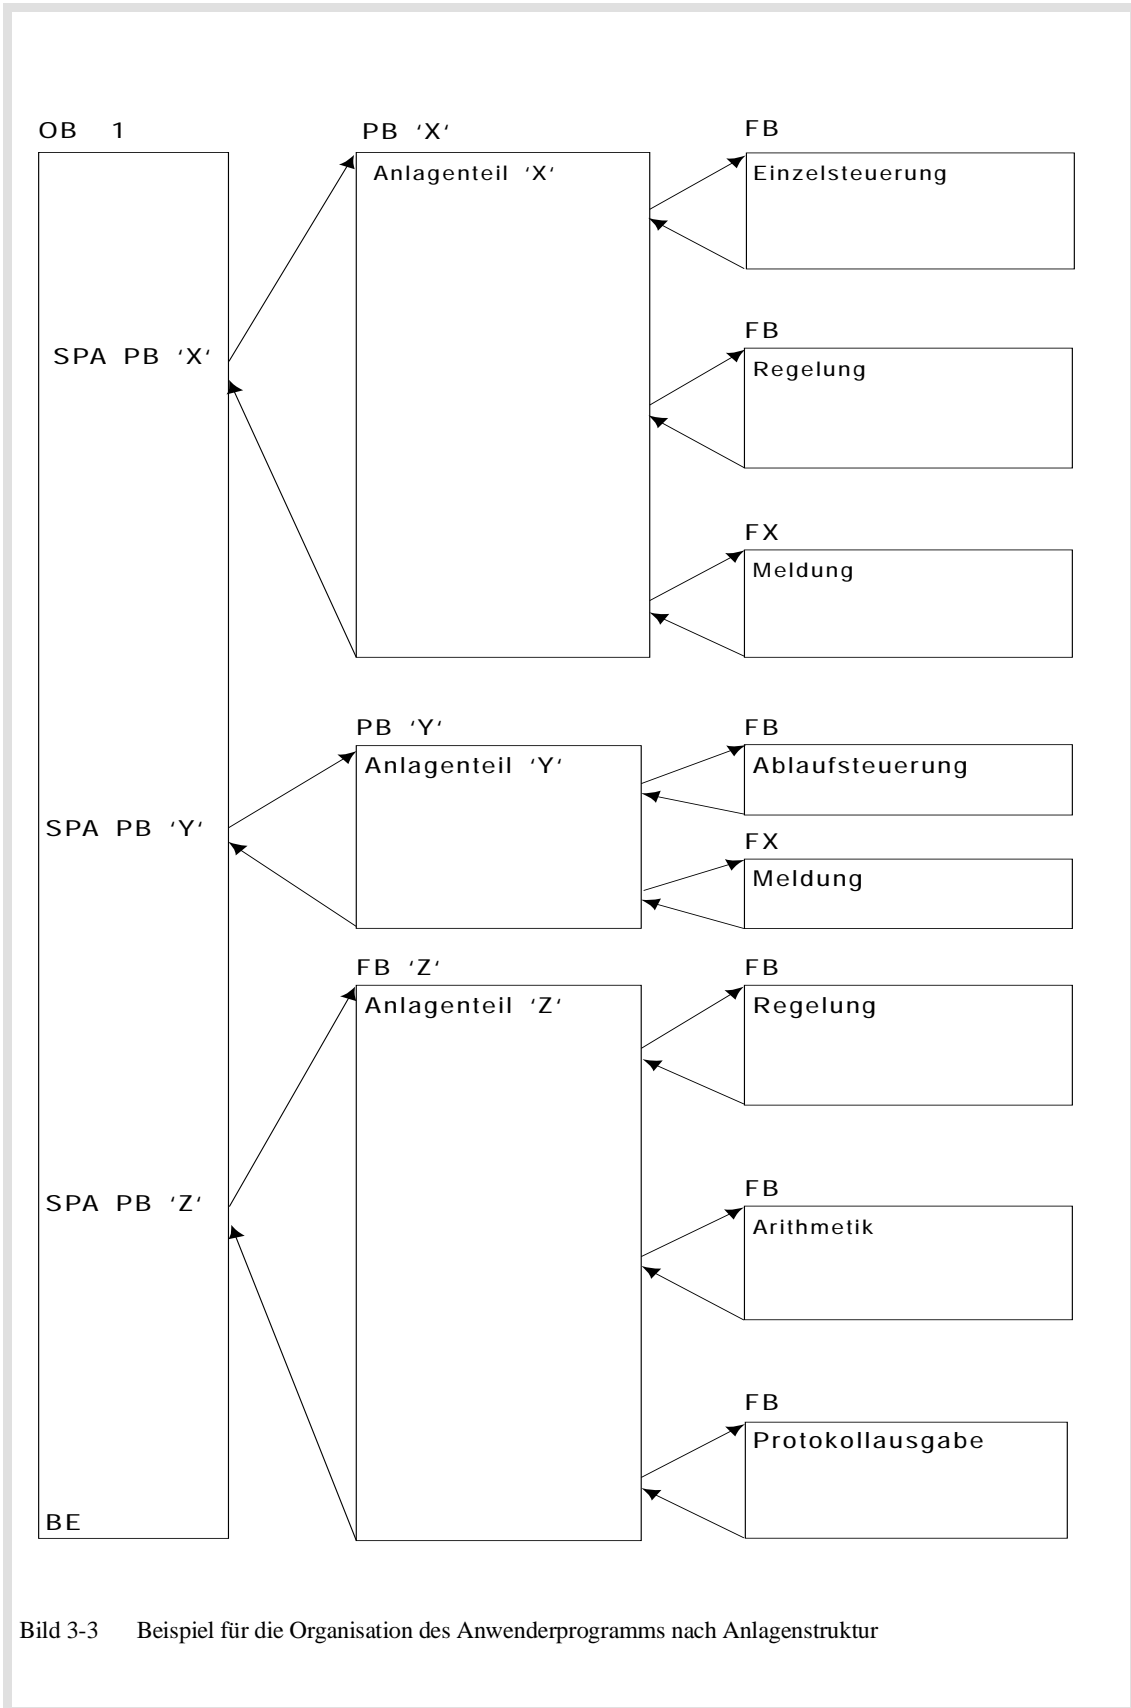 OB 1
PB ‘X‘
FB
Anlagenteil ‘X‘
Einzelsteuerung
FB
SPA PB ‘X‘
Regelung
FX
Meldung
PB ‘Y‘
FB
Anlagenteil ‘Y‘
Ablaufsteuerung
SPA PB ‘Y‘
FX
Meldung
FB ‘Z‘
FB
Anlagenteil ‘Z‘
Regelung
SPA PB ‘Z‘
FB
Arithmetik
FB
Protokollausgabe
BE
Bild 3-3 Beispiel für die Organisation des Anwenderprogramms nach Anlagenstruktur